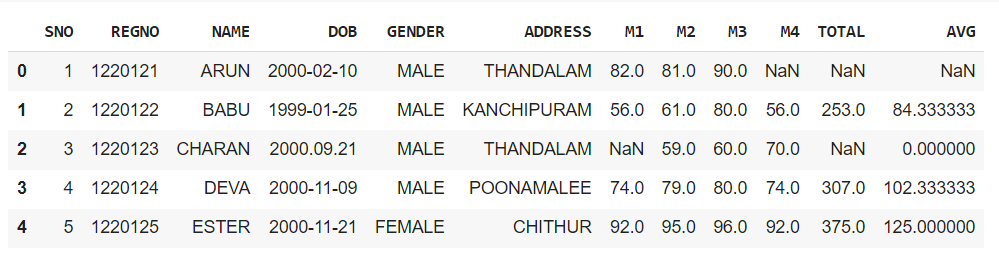 SNO REGNO NAME DOB GENDER ADDRESS M1 M2 M3 M4 TOTAL AVG
0 1 1220121 ARUN 2000-02-10 MALE THANDALAM 82.0 81.0 90.0 NaN NaN NaN
1 2 1220122 BABU 1999-01-25 MALE KANCHIPURAM 56.0 61.0 80.0 56.0 253.0 84.333333
2 3 1220123 CHARAN 2000.09.21 MALE THANDALAM NaN 59.0 60.0 70.0 NaN 0.000000
3 4 1220124 DEVA 2000-11-09 MALE POONAMALEE 74.0 79.0 80.0 74.0 307.0 102.333333
4 5 1220125 ESTER 2000-11-21 FEMALE CHITHUR 92.0 95.0 96.0 92.0 375.0 125.000000